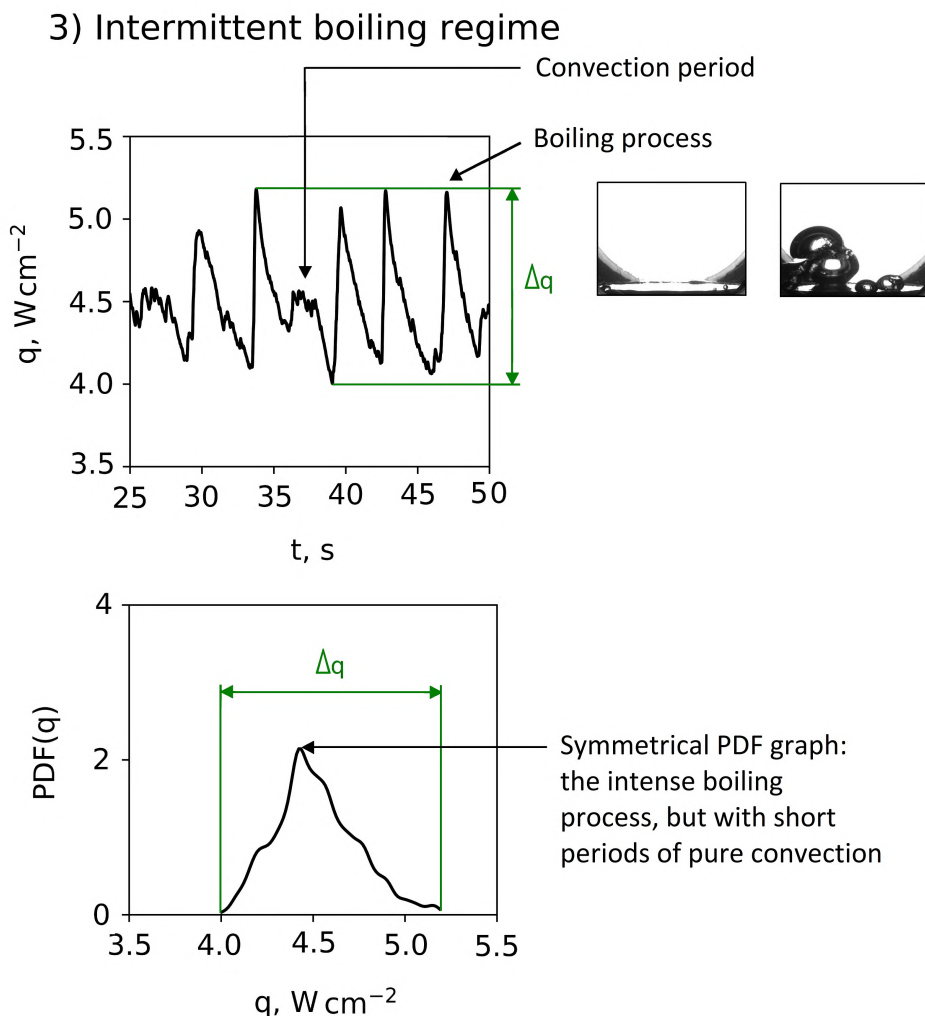 3) Intermittent boiling regime
Convection period
Boiling process
5.5
5.0
4.5
4.0
3.5
q, W cm⁻²
Δq
25 30 35 40 45 50
t, s
4
2
0
PDF(q)
Δq
Symmetrical PDF graph:
the intense boiling
process, but with short
periods of pure convection
3.5 4.0 4.5 5.0 5.5
q, W cm⁻²